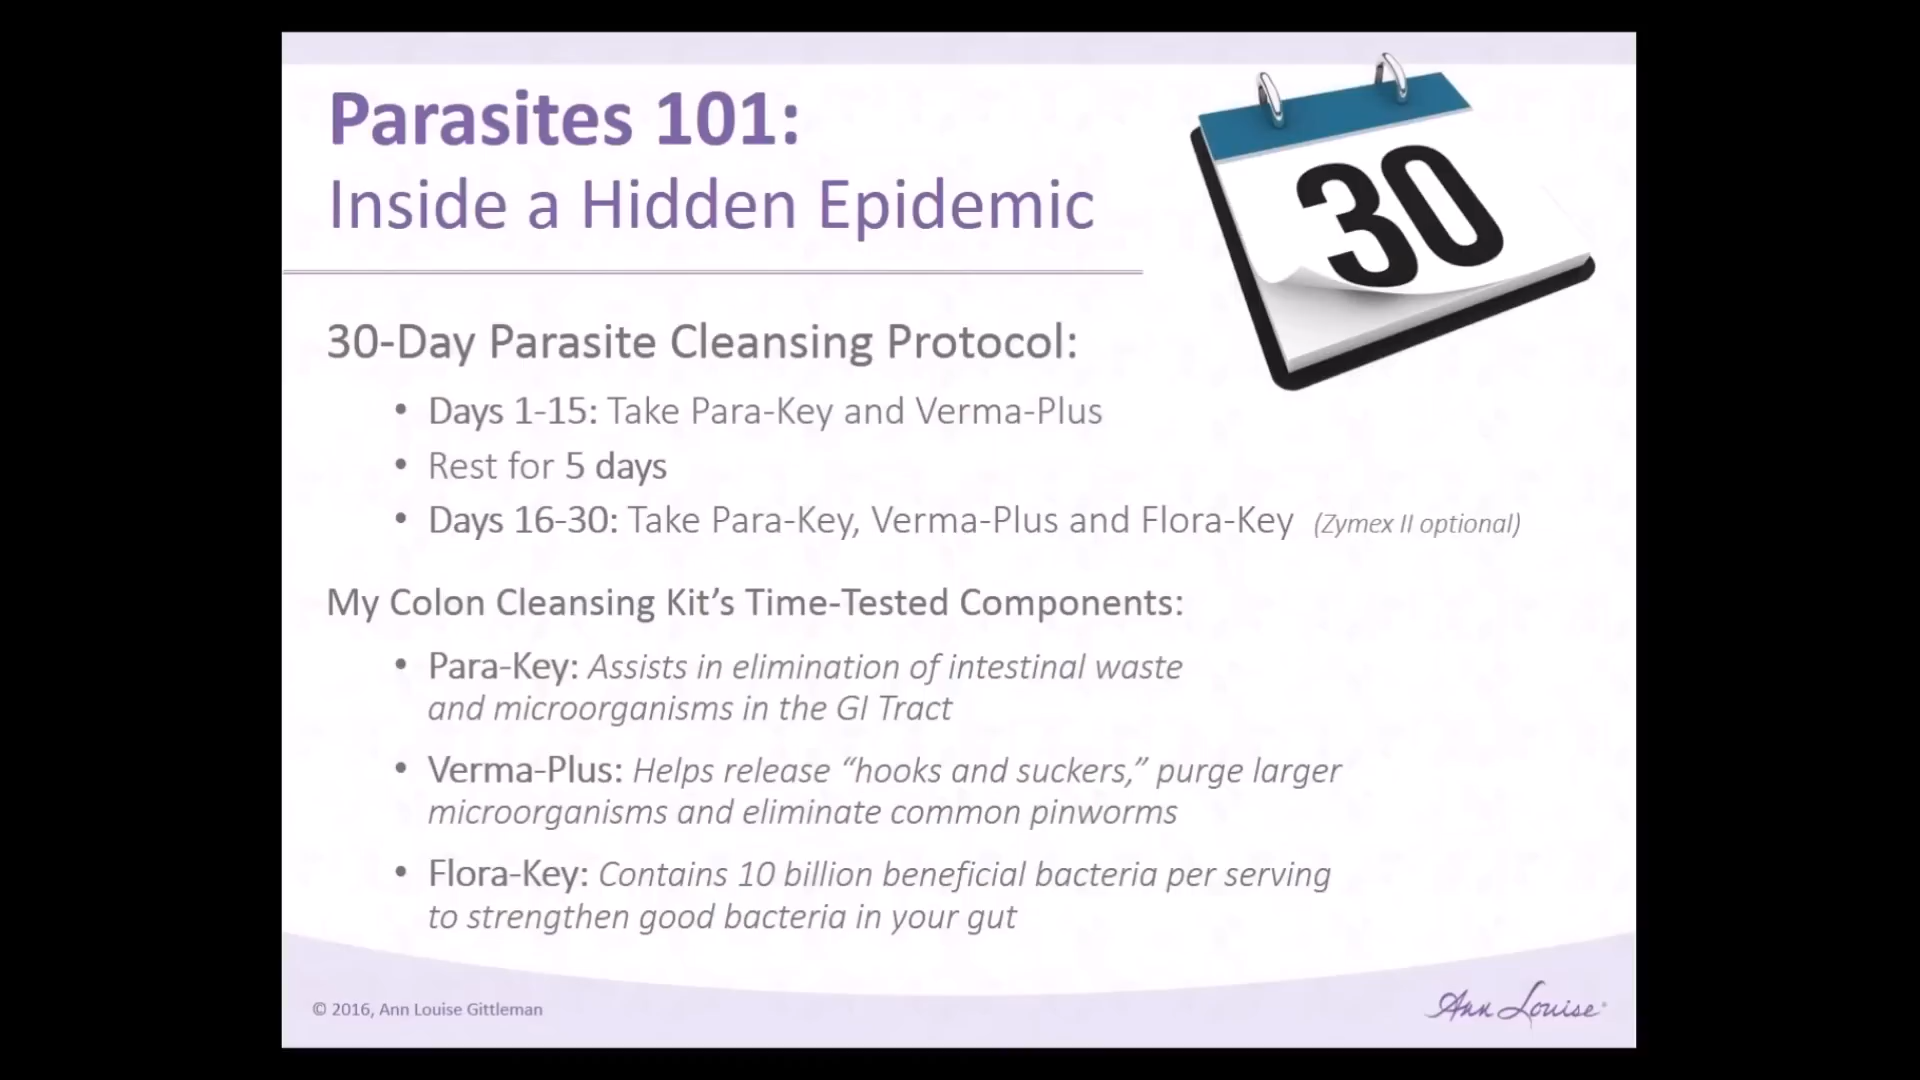 Parasites 101:
Inside a Hidden Epidemic
30
30-Day Parasite Cleansing Protocol:
• Days 1-15: Take Para-Key and Verma-Plus
• Rest for 5 days
• Days 16-30: Take Para-Key, Verma-Plus and Flora-Key (Zymex II optional)
My Colon Cleansing Kit’s Time-Tested Components:
• Para-Key: Assists in elimination of intestinal waste
and microorganisms in the GI Tract
• Verma-Plus: Helps release “hooks and suckers,” purge larger
microorganisms and eliminate common pinworms
• Flora-Key: Contains 10 billion beneficial bacteria per serving
to strengthen good bacteria in your gut
© 2016, Ann Louise Gittleman
Ann Louise